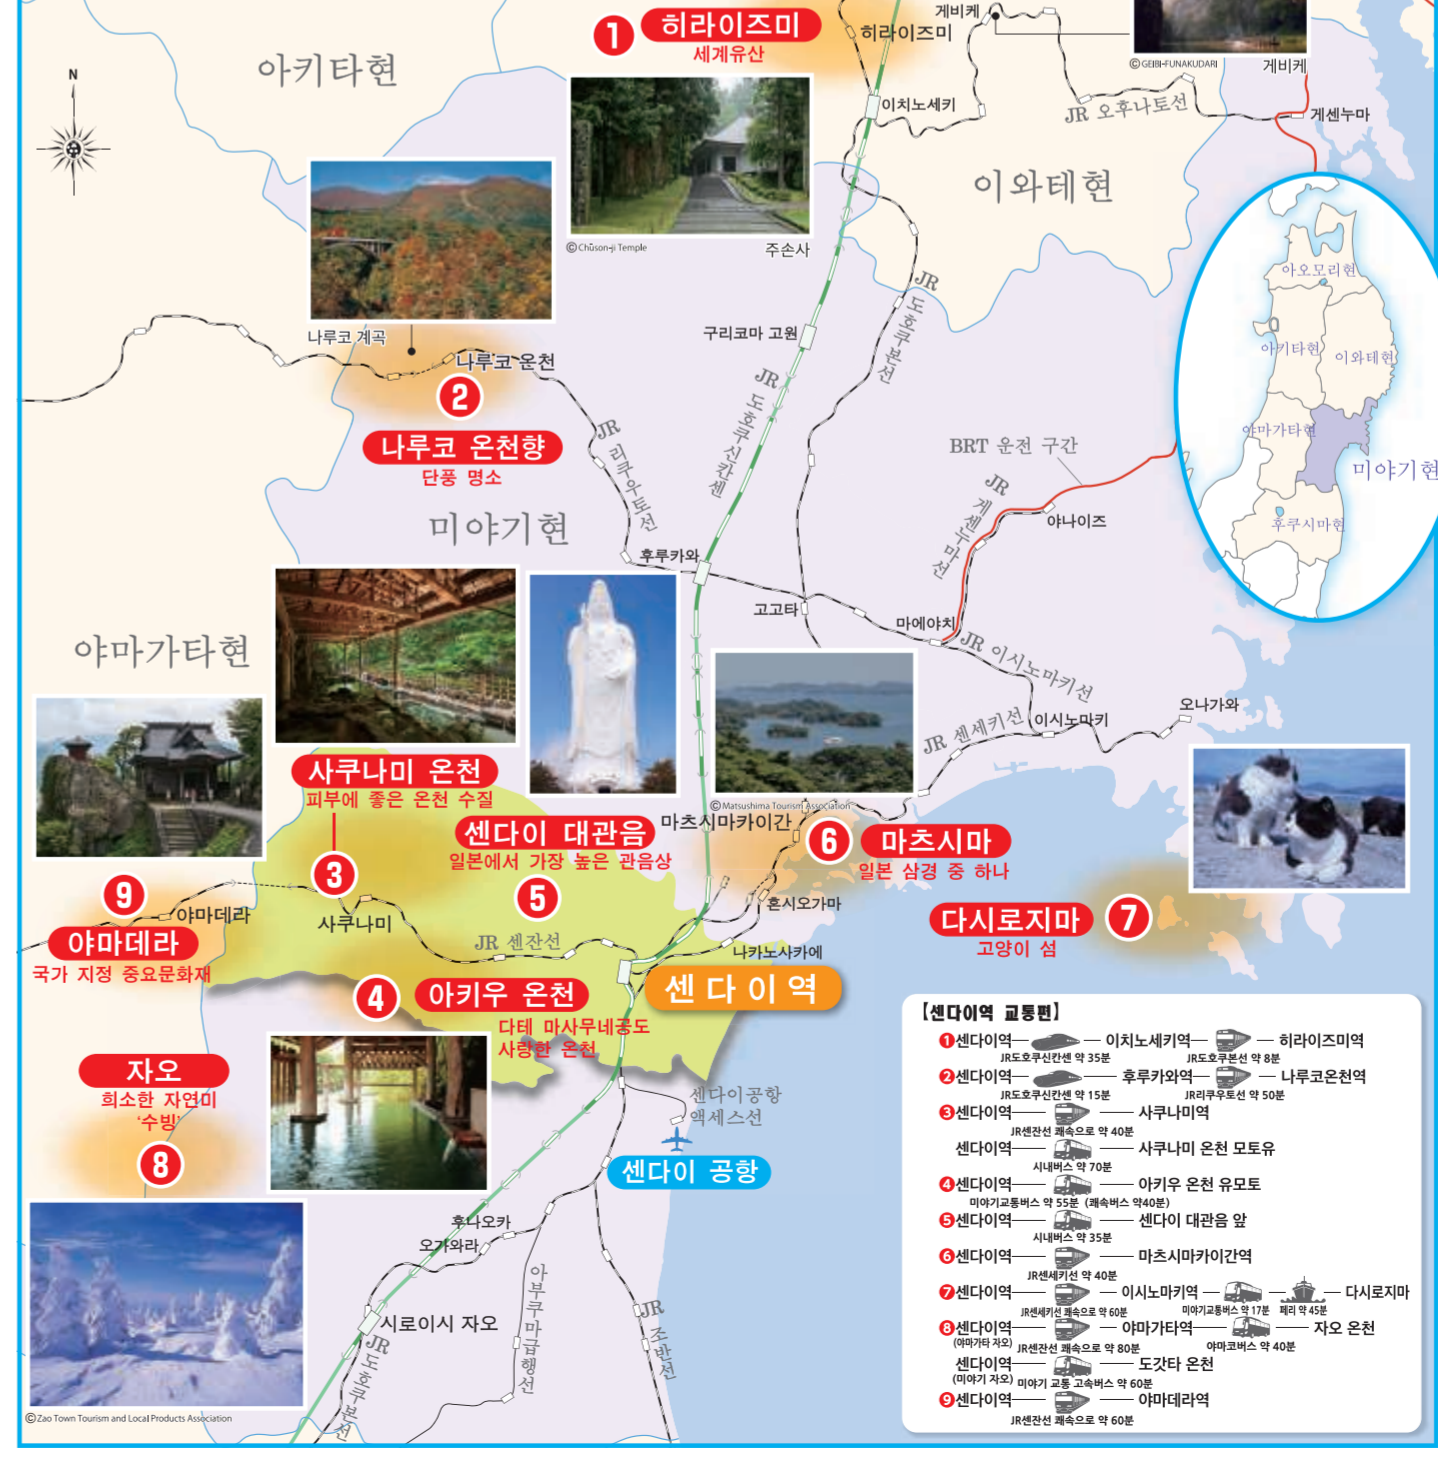 게비케
1 히라이즈미
세계유산
히라이즈미
© GEIBI-FUNAKUDARI
게비케
아키타현
N
이치노세키
JR 오후나토선
게센누마
이와테현
© Chūson-ji Temple
주손사
아오모리현
아키타현
이와테현
야마가타현
미야기현
후쿠시마현
나루코 계곡
나루코 온천
2
나루코 온천향
단풍 명소
구리코마 고원
JR 도호쿠본선
JR 도호쿠신칸센
JR 리쿠우토선
BRT 운전 구간
JR 게센누마선
야나이즈
미야기현
후루카와
고고타
마에야치
JR 이시노마키선
야마가타현
오나가와
JR 센세키선
이시노마키
사쿠나미 온천
피부에 좋은 온천 수질
3
© Matsushima Tourism Association
마츠시마카이간
센다이 대관음
일본에서 가장 높은 관음상
5
6 마츠시마
일본 삼경 중 하나
9
야마데라
야마데라
국가 지정 중요문화재
사쿠나미
혼시오가마
다시로지마 7
고양이 섬
JR 센잔선
나카노사카에
4 아키우 온천
다테 마사무네공도
사랑한 온천
센다이역
자오
희소한 자연미
‘수빙’
8
센다이공항
액세스선
센다이 공항
후나오카
오가와라
아부쿠마급행선
시로이시 자오
JR 도호쿠본선
JR 조반선
© Zao Town Tourism and Local Products Association
【센다이역 교통편】
1 센다이역 이치노세키역 히라이즈미역
JR도호쿠신칸센 약 35분 JR도호쿠본선 약 8분
2 센다이역 후루카와역 나루코온천역
JR도호쿠신칸센 약 15분 JR리쿠우토선 약 50분
3 센다이역 사쿠나미역
JR센잔선 쾌속으로 약 40분
센다이역 사쿠나미 온천 모토유
시내버스 약 70분
4 센다이역 아키우 온천 유모토
미야기교통버스 약 55분 (쾌속버스 약40분)
5 센다이역 센다이 대관음 앞
시내버스 약 35분
6 센다이역 마츠시마카이간역
JR센세키선 약 40분
7 센다이역 이시노마키역 다시로지마
JR센세키선 쾌속으로 약 60분 미야기교통버스 약 17분 페리 약 45분
8 센다이역 야마가타역 자오 온천
(야마가타 자오) JR센잔선 쾌속으로 약 80분 야마코버스 약 40분
센다이역 도갓타 온천
(미야기 자오) 미야기 교통 고속버스 약 60분
9 센다이역 야마데라역
JR센잔선 쾌속으로 약 60분